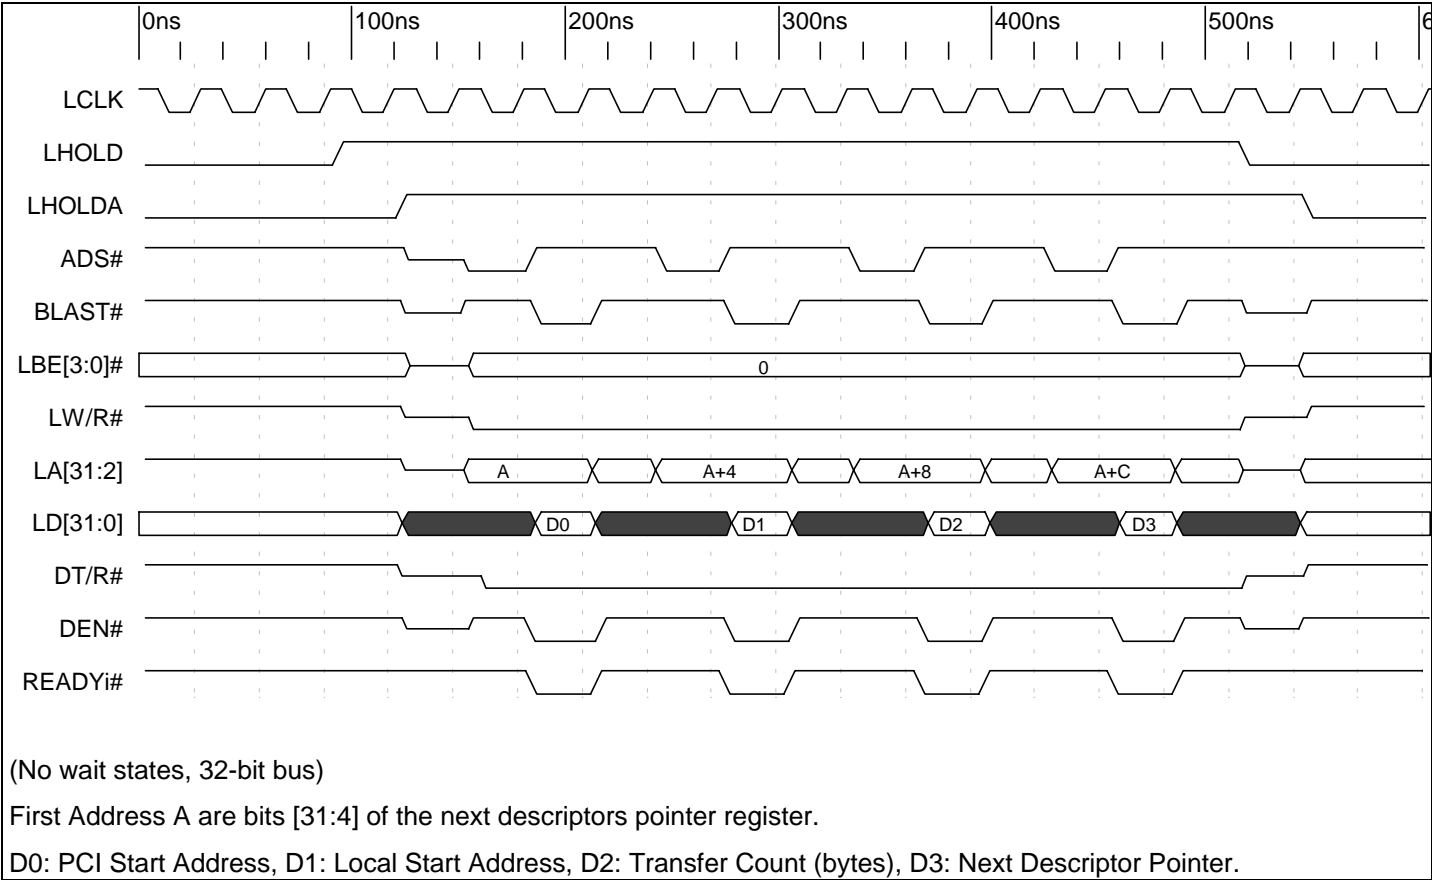 0ns 100ns 200ns 300ns 400ns 500ns 6
LCLK
LHOLD
LHOLDA
ADS#
BLAST#
LBE[3:0]# 0
LW/R#
LA[31:2] A A+4 A+8 A+C
LD[31:0] D0 D1 D2 D3
DT/R#
DEN#
READYi#
(No wait states, 32-bit bus)
First Address A are bits [31:4] of the next descriptors pointer register.
D0: PCI Start Address, D1: Local Start Address, D2: Transfer Count (bytes), D3: Next Descriptor Pointer.